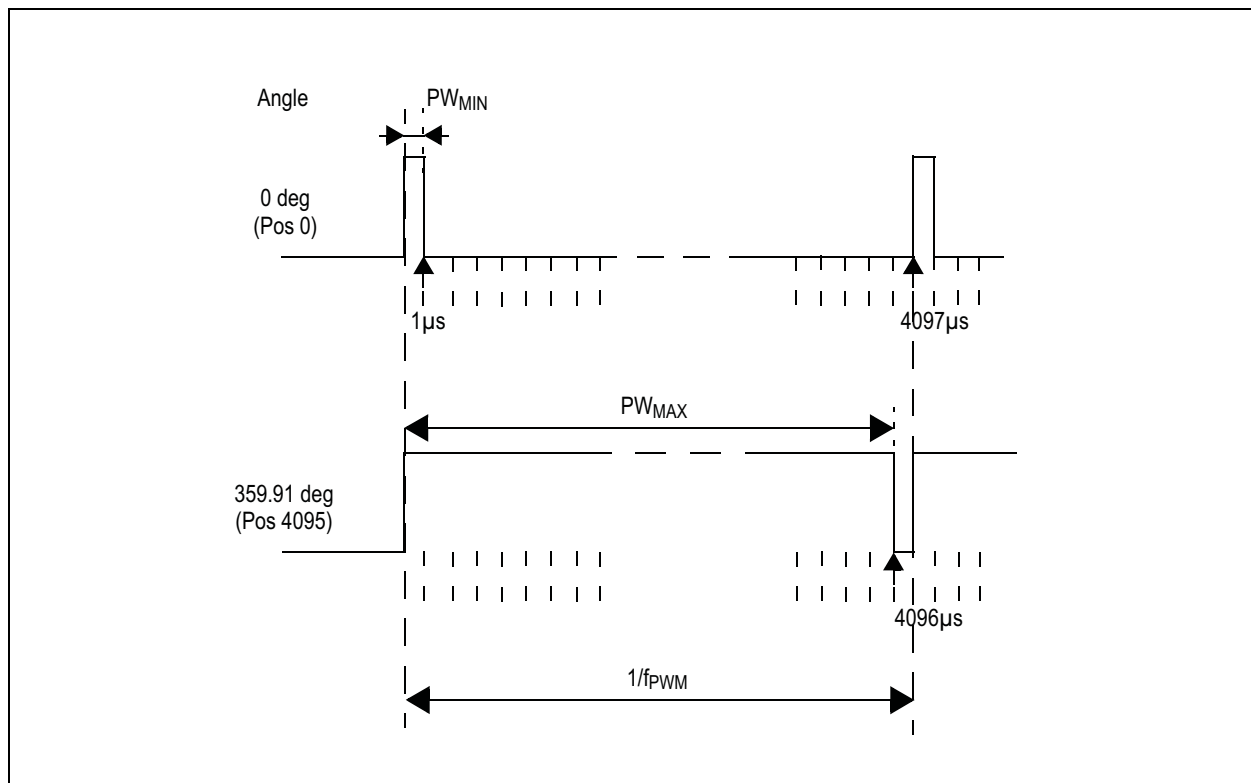 Angle
PWMIN
0 deg
(Pos 0)
1µs
4097µs
PWMAX
359.91 deg
(Pos 4095)
4096µs
1/fPWM